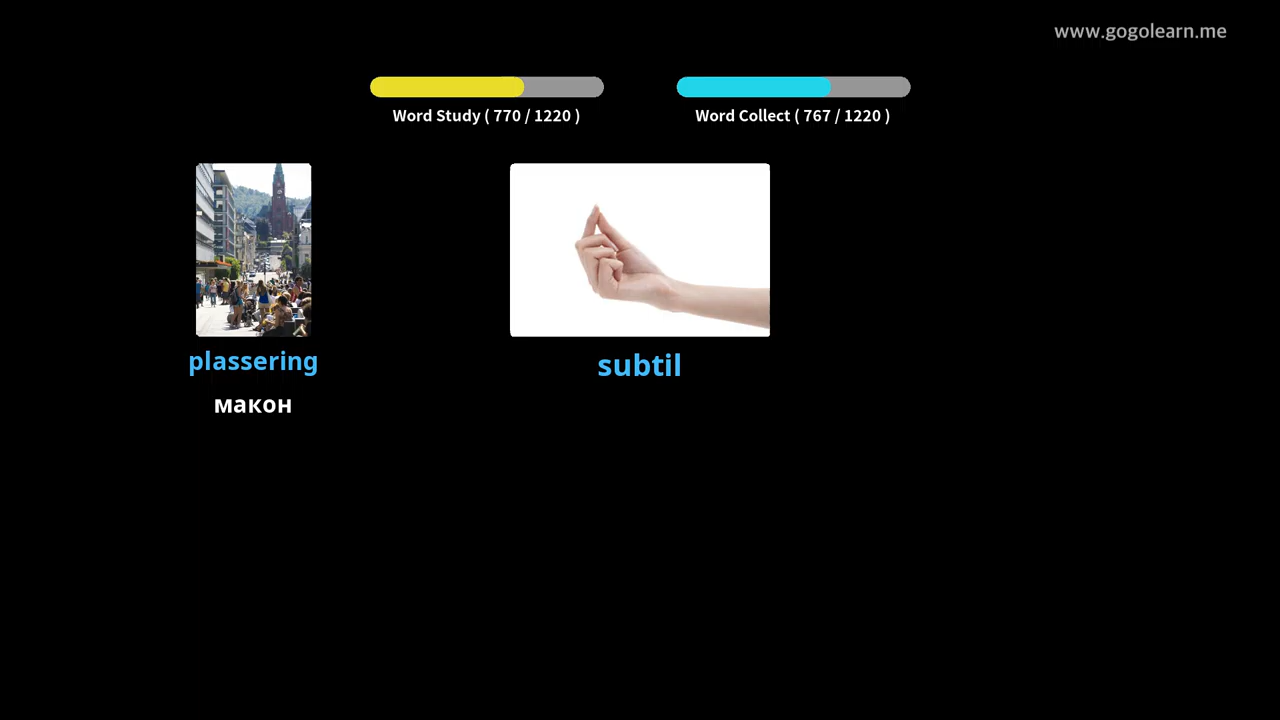 www.gogolearn.me
Word Study ( 770 / 1220 )
Word Collect ( 767 / 1220 )
plassering
макон
subtil